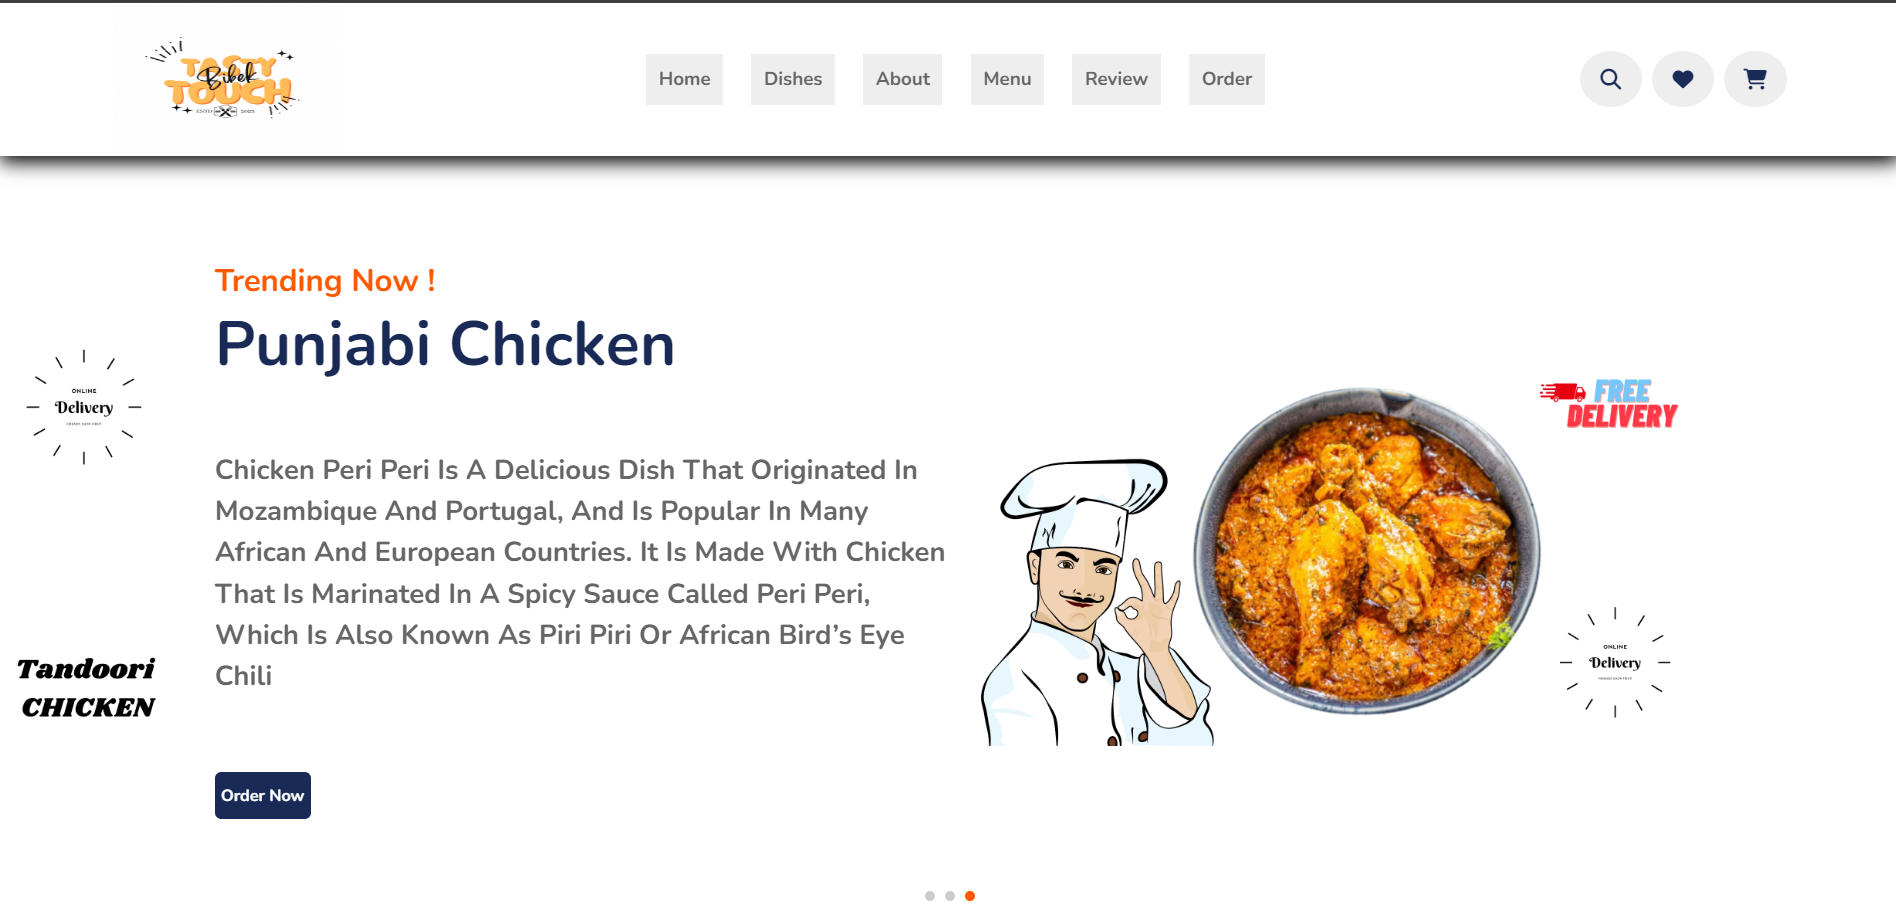 TASTY
Bibek
TOUCH
Home Dishes About Menu Review Order
Trending Now !
Punjabi Chicken
ONLINE
Delivery
Chicken Peri Peri Is A Delicious Dish That Originated In
Mozambique And Portugal, And Is Popular In Many
African And European Countries. It Is Made With Chicken
That Is Marinated In A Spicy Sauce Called Peri Peri,
Which Is Also Known As Piri Piri Or African Bird’s Eye
Chili
Tandoori
CHICKEN
Order Now
FREE
DELIVERY
ONLINE
Delivery